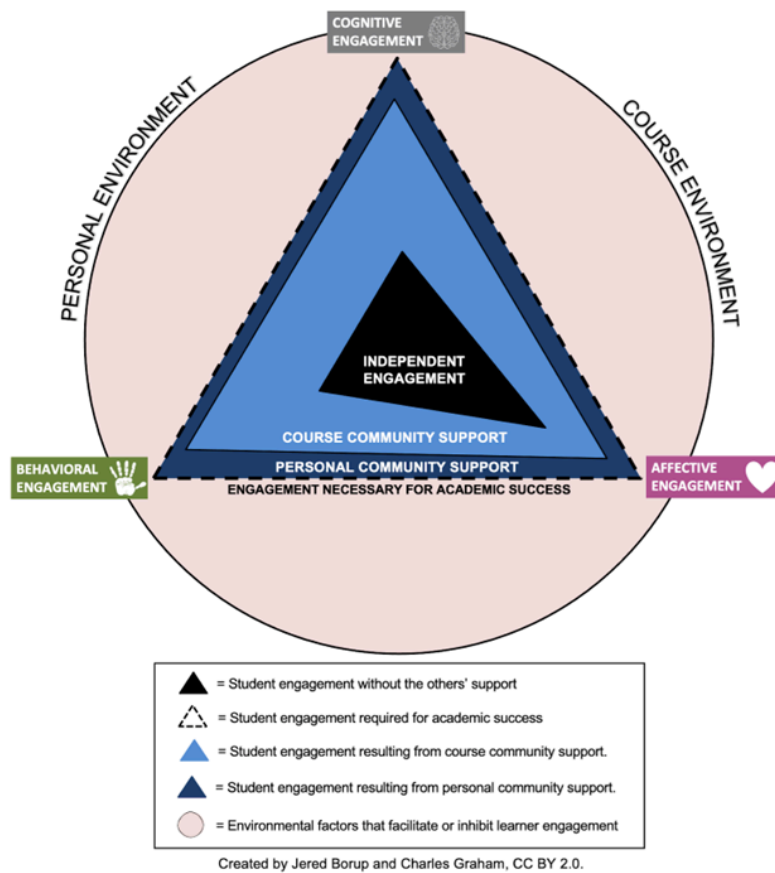 COGNITIVE
ENGAGEMENT
PERSONAL ENVIRONMENT
COURSE ENVIRONMENT
INDEPENDENT
ENGAGEMENT
COURSE COMMUNITY SUPPORT
BEHAVIORAL
ENGAGEMENT
PERSONAL COMMUNITY SUPPORT
AFFECTIVE
ENGAGEMENT
ENGAGEMENT NECESSARY FOR ACADEMIC SUCCESS
= Student engagement without the others' support
= Student engagement required for academic success
= Student engagement resulting from course community support.
= Student engagement resulting from personal community support.
= Environmental factors that facilitate or inhibit learner engagement
Created by Jered Borup and Charles Graham, CC BY 2.0.